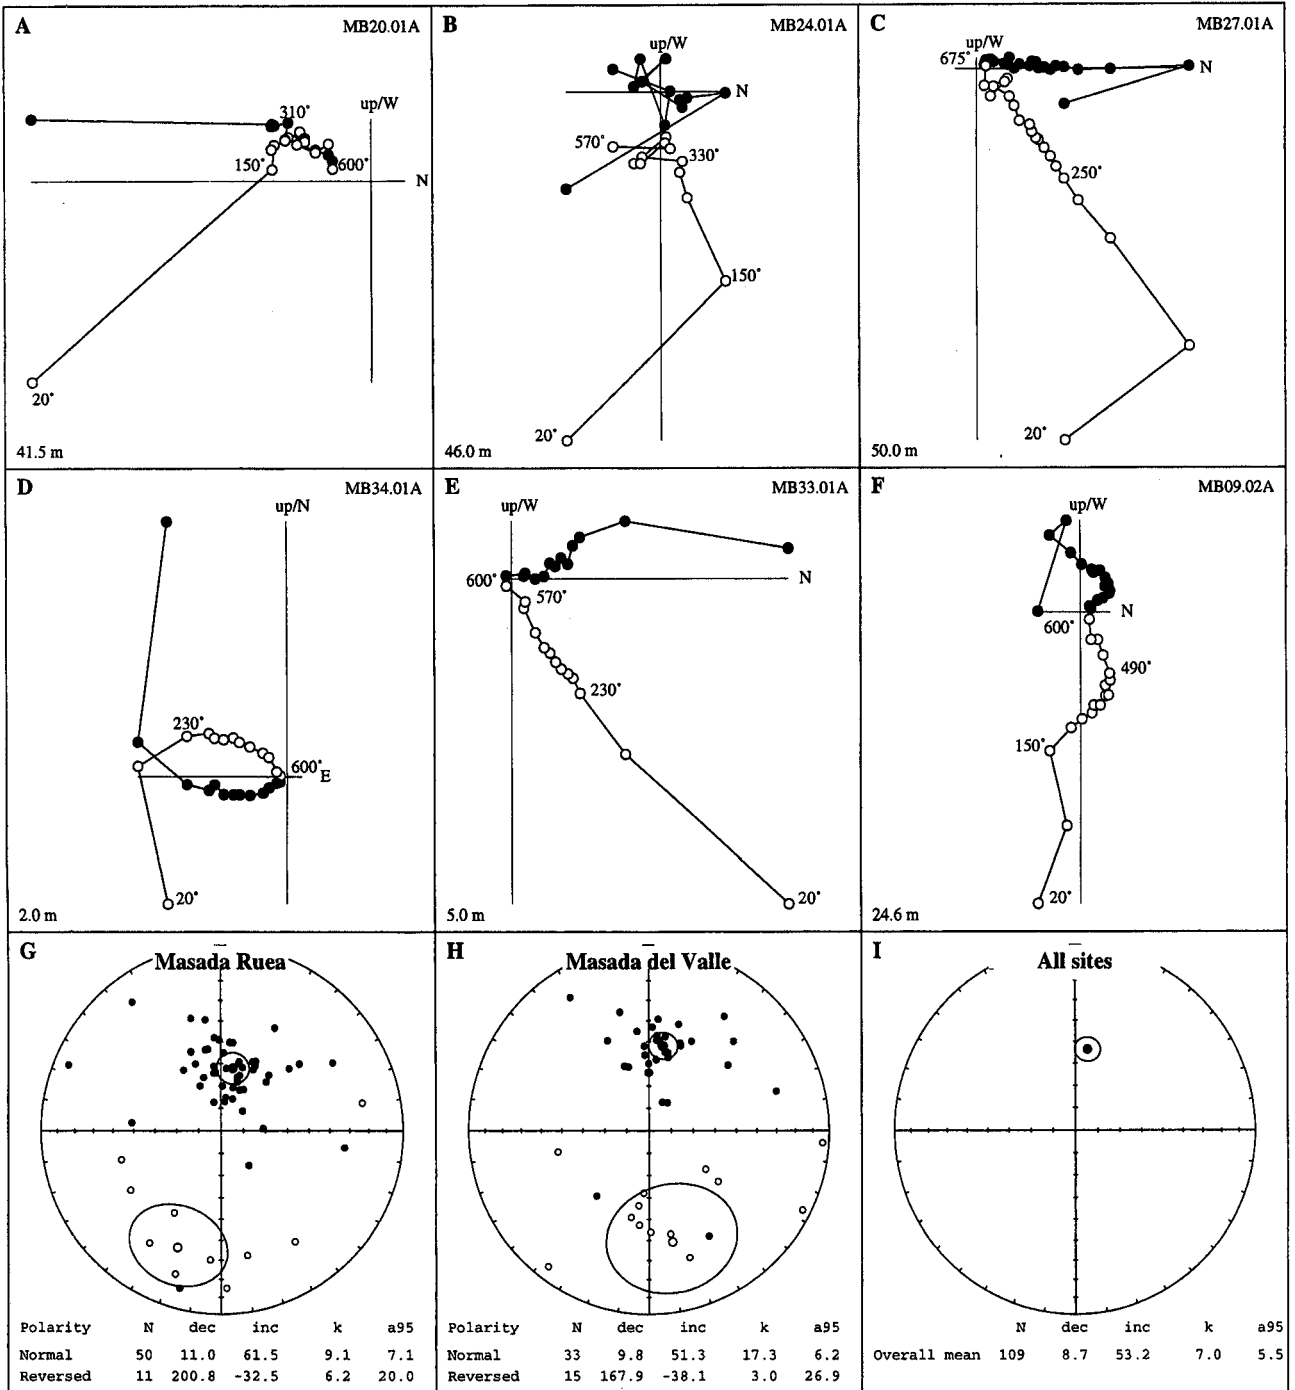 A MB20.01A
310°
up/W
150°
600°
N
20°
41.5 m
B MB24.01A
up/W
N
570°
330°
150°
20°
46.0 m
C MB27.01A
up/W
675°
N
250°
20°
50.0 m
D MB34.01A
up/N
230°
600°
E
20°
2.0 m
E MB33.01A
up/W
N
600°
570°
230°
20°
5.0 m
F MB09.02A
up/W
N
600°
490°
150°
20°
24.6 m
G Masada Ruea
Polarity N dec inc k a95
Normal 50 11.0 61.5 9.1 7.1
Reversed 11 200.8 -32.5 6.2 20.0
H Masada del Valle
Polarity N dec inc k a95
Normal 33 9.8 51.3 17.3 6.2
Reversed 15 167.9 -38.1 3.0 26.9
I All sites
N dec inc k a95
Overall mean 109 8.7 53.2 7.0 5.5